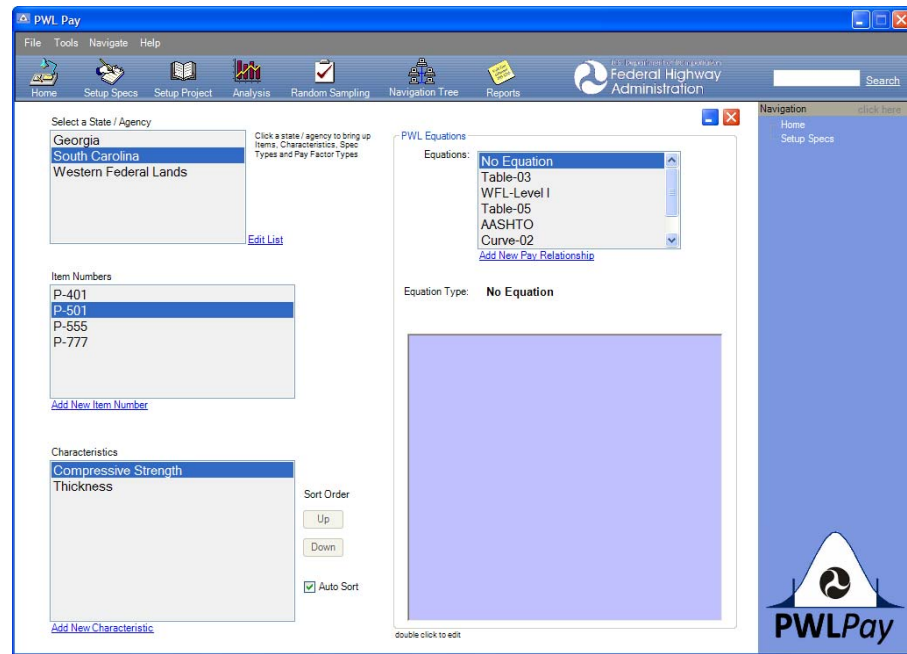 PWL Pay
File Tools Navigate Help
Home Setup Specs Setup Project Analysis Random Sampling Navigation Tree Reports
U.S. Department of Transportation
Federal Highway
Administration
Search
Navigation click here
Home
Setup Specs
Select a State / Agency
Georgia
South Carolina
Western Federal Lands
Click a state / agency to bring up
Items, Characteristics, Spec
Types and Pay Factor Types
Edit List
Item Numbers
P-401
P-501
P-555
P-777
Add New Item Number
Characteristics
Compressive Strength
Thickness
Sort Order
Up
Down
Auto Sort
Add New Characteristic
PWL Equations
Equations:
No Equation
Table-03
WFL-Level I
Table-05
AASHTO
Curve-02
Add New Pay Relationship
Equation Type: No Equation
double click to edit
PWLPay